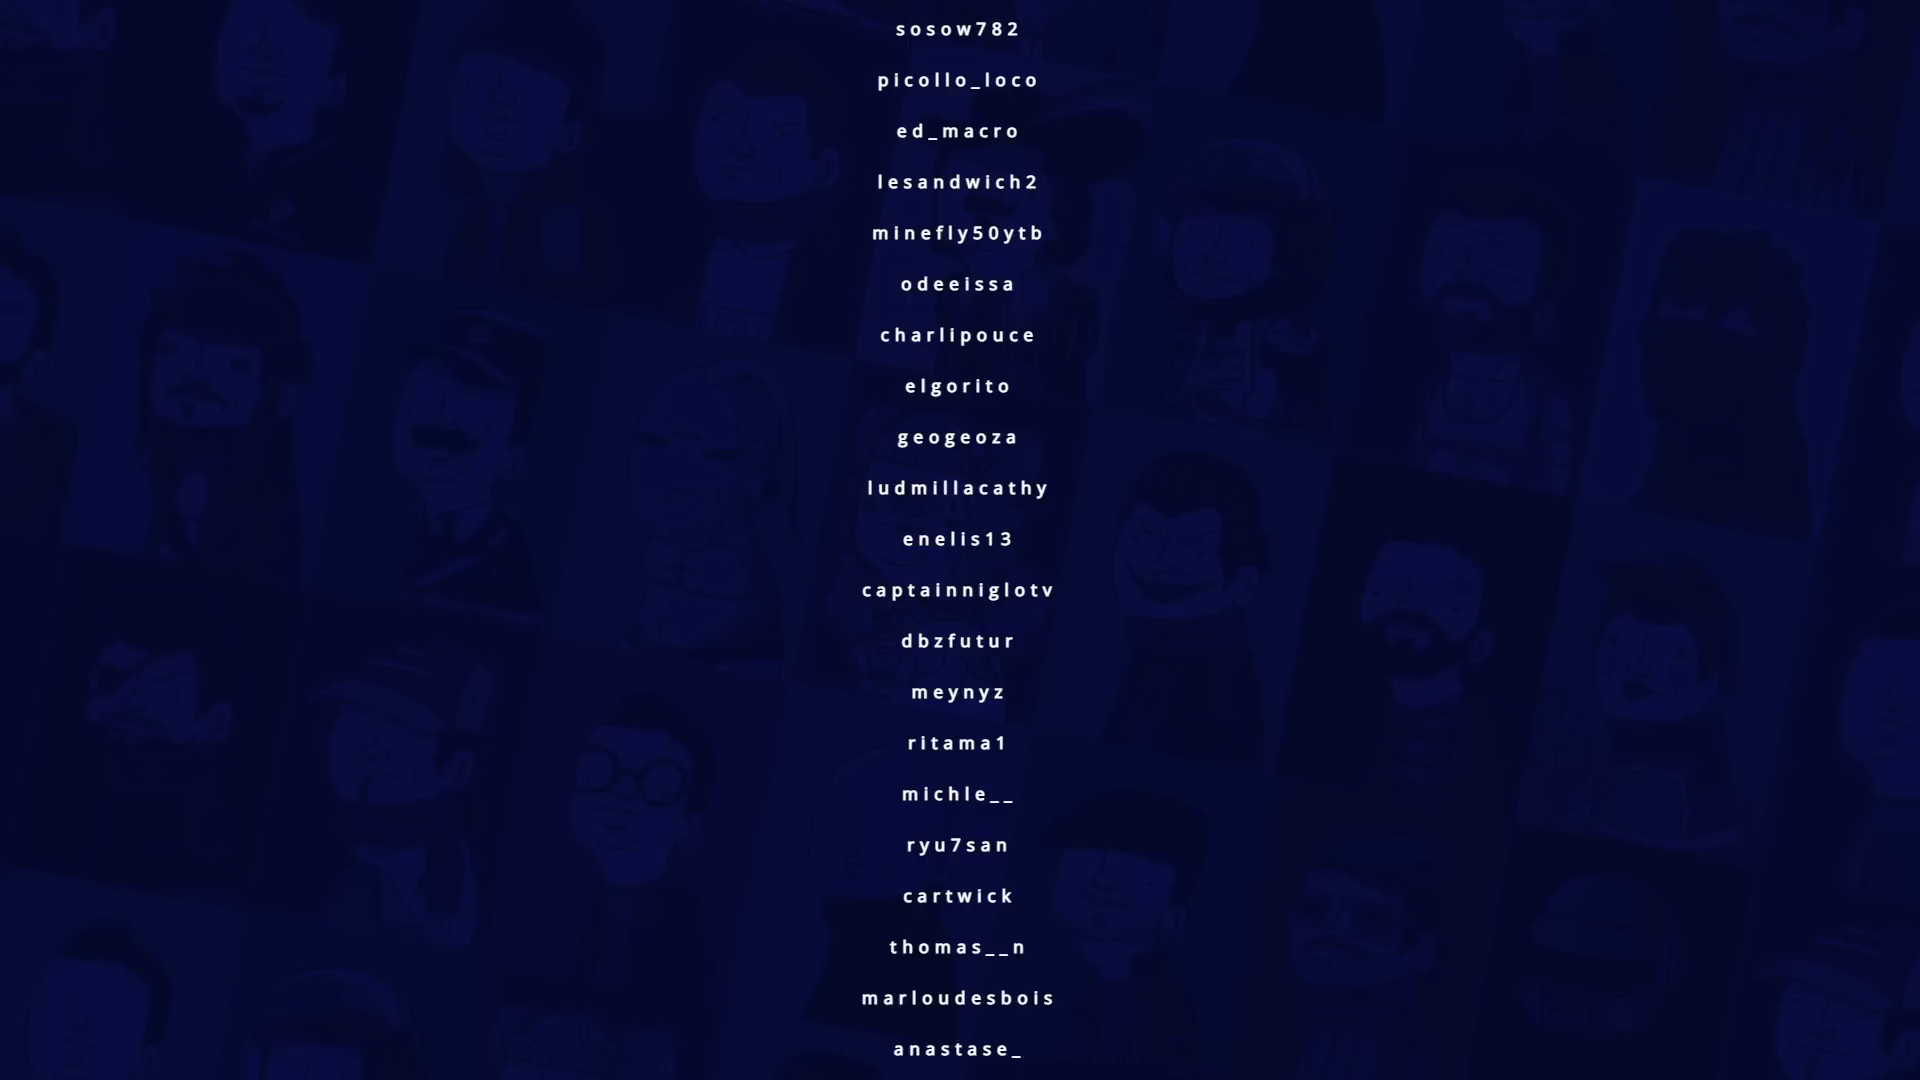 sosow782
picollo_loco
ed_macro
lesandwich2
minefly50ytb
odeeissa
charlipouce
elgorito
geogeoza
ludmillacathy
enelis13
captainniglotv
dbzfutur
meynyz
ritama1
michle__
ryu7san
cartwick
thomas__n
marloudesbois
anastase_